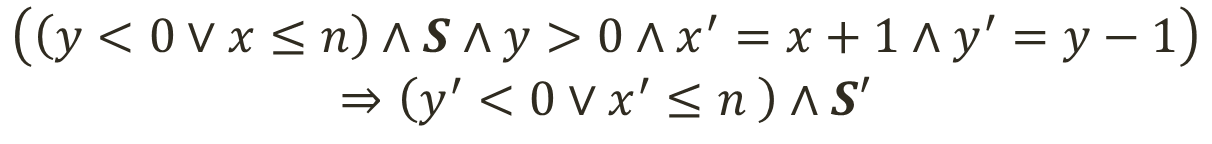 ((y < 0 ∨ x ≤ n) ∧ S ∧ y > 0 ∧ x′ = x + 1 ∧ y′ = y − 1)
⇒ (y′ < 0 ∨ x′ ≤ n ) ∧ S′